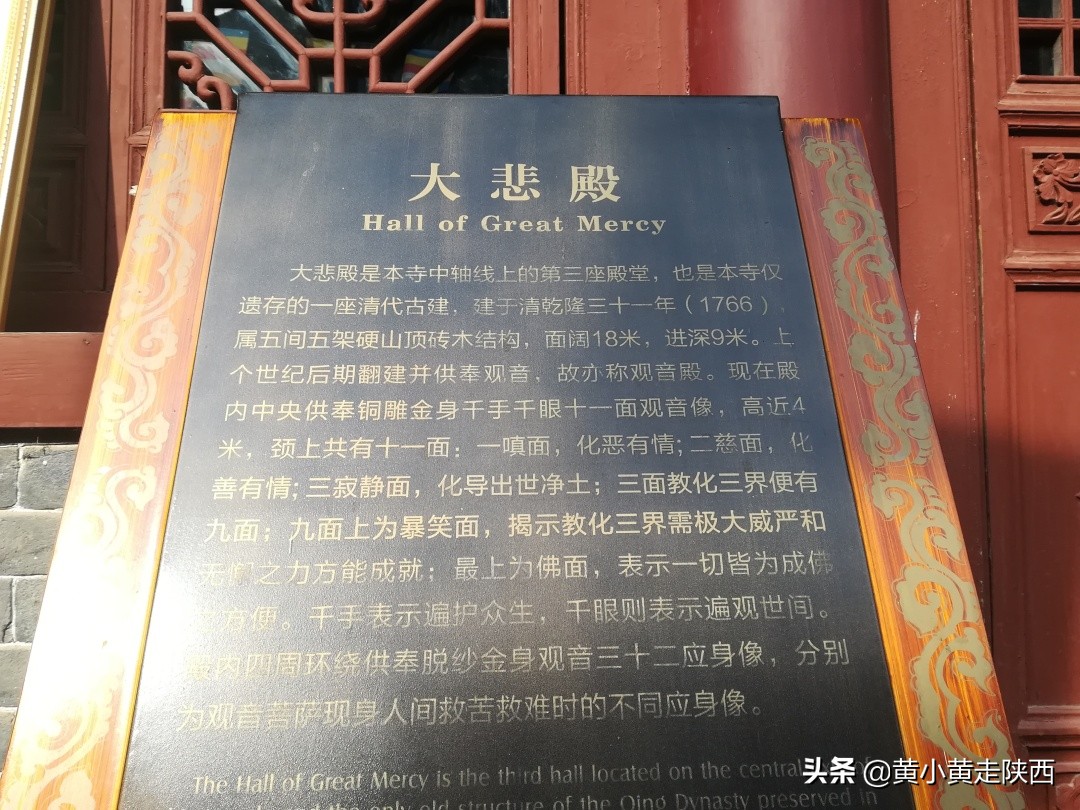 大悲殿
Hall of Great Mercy
大悲殿是本寺中轴线上的第三座殿堂，也是本寺仅
遗存的一座清代古建，建于清乾隆三十一年（1766），
属五间五架硬山顶砖木结构，面阔18米，进深9米。上
个世纪后期翻建并供奉观音，故亦称观音殿。现在殿
内中央供奉铜雕金身千手千眼十一面观音像，高近4
米，颈上共有十一面：一嗔面，化恶有情；二慈面，化
善有情；三寂静面，化导出世净土；三面教化三界便有
九面；九面上为暴笑面，揭示教化三界需极大威严和
无懈之力方能成就；最上为佛面，表示一切皆为成佛
方便。千手表示遍护众生，千眼则表示遍观世间。
殿内四周环绕供奉脱纱金身观音三十二应身像，分别
为观音菩萨现身人间救苦救难时的不同应身像。
The Hall of Great Mercy is the third hall located on the central
and the only old structure of the Qing Dynasty preserved in
头条 @黄小黄走陕西